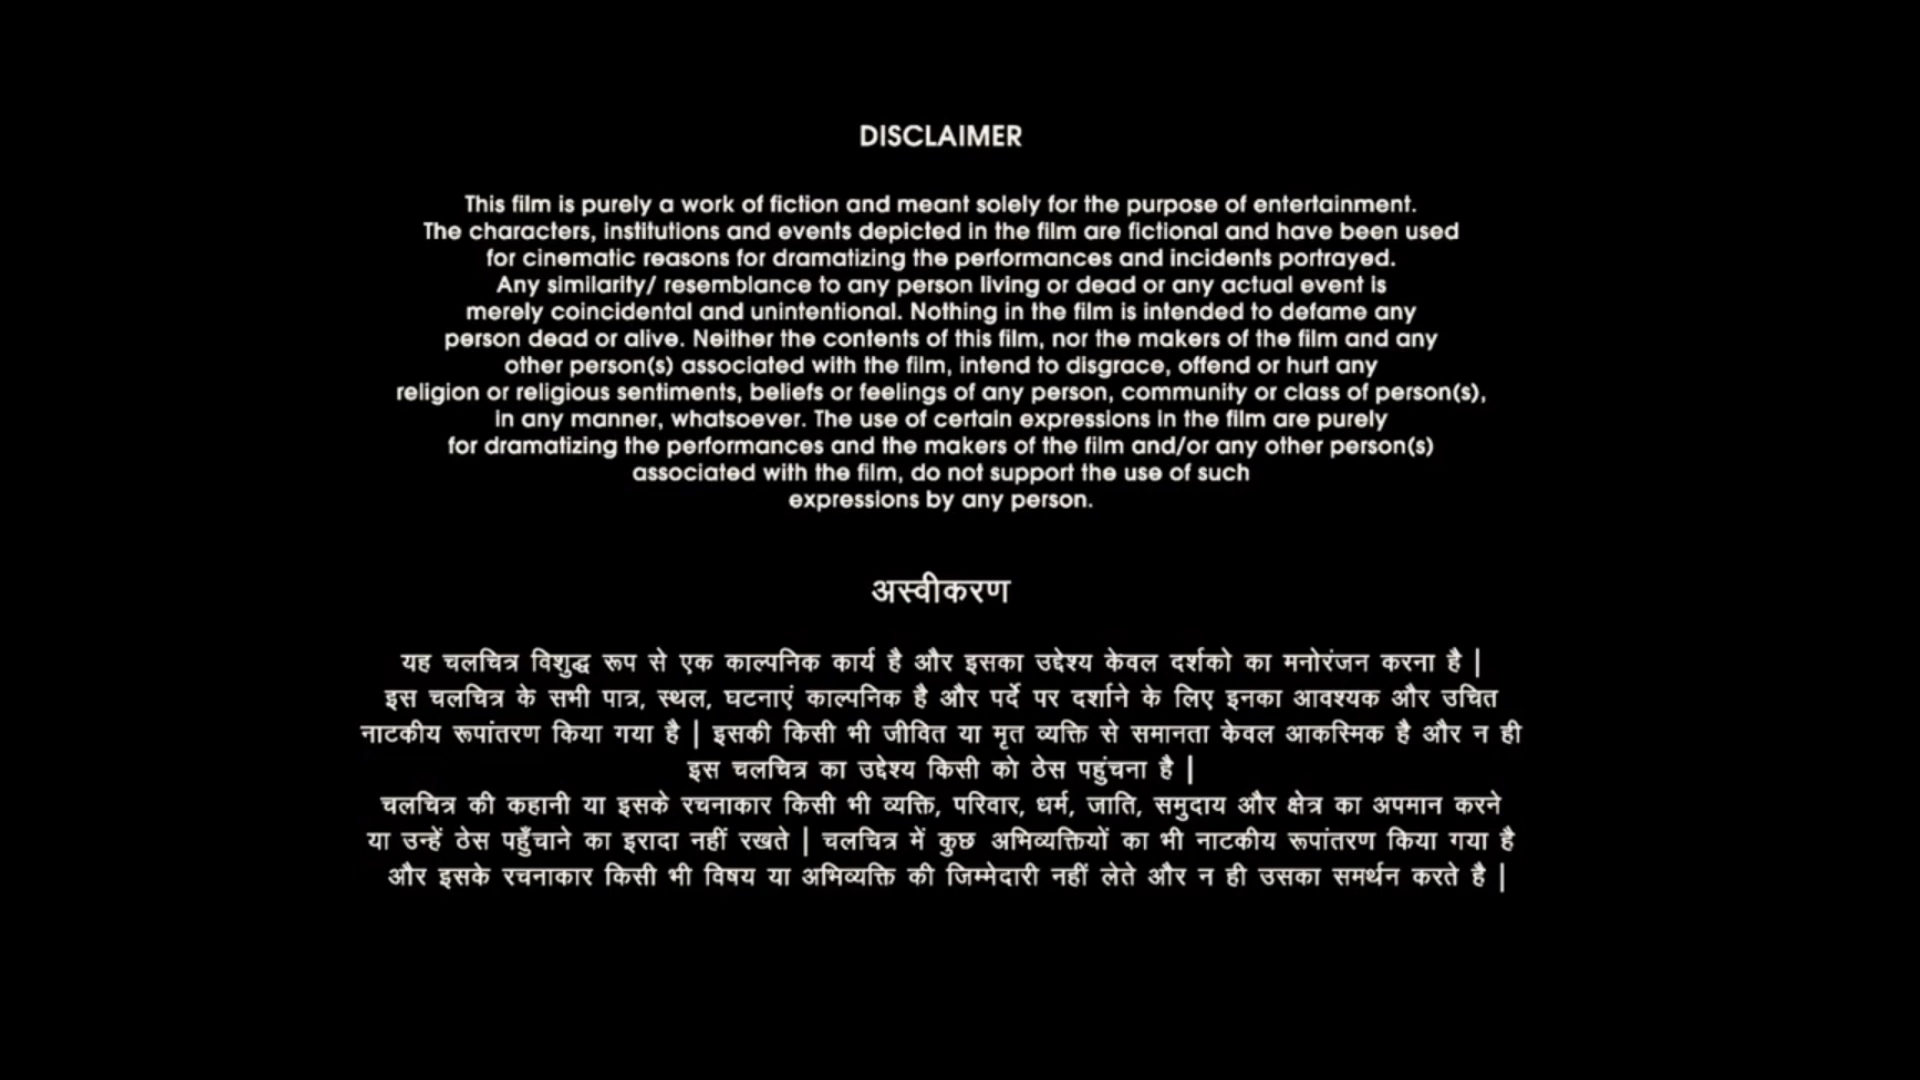 DISCLAIMER
This film is purely a work of fiction and meant solely for the purpose of entertainment.
The characters, institutions and events depicted in the film are fictional and have been used
for cinematic reasons for dramatizing the performances and incidents portrayed.
Any similarity/ resemblance to any person living or dead or any actual event is
merely coincidental and unintentional. Nothing in the film is intended to defame any
person dead or alive. Neither the contents of this film, nor the makers of the film and any
other person(s) associated with the film, intend to disgrace, offend or hurt any
religion or religious sentiments, beliefs or feelings of any person, community or class of person(s),
in any manner, whatsoever. The use of certain expressions in the film are purely
for dramatizing the performances and the makers of the film and/or any other person(s)
associated with the film, do not support the use of such
expressions by any person.
अस्वीकरण
यह चलचित्र विशुद्ध रूप से एक काल्पनिक कार्य है और इसका उद्देश्य केवल दर्शको का मनोरंजन करना है |
इस चलचित्र के सभी पात्र, स्थल, घटनाएं काल्पनिक है और पर्दे पर दर्शाने के लिए इनका आवश्यक और उचित
नाटकीय रूपांतरण किया गया है | इसकी किसी भी जीवित या मृत व्यक्ति से समानता केवल आकस्मिक है और न ही
इस चलचित्र का उद्देश्य किसी को ठेस पहुंचना है |
चलचित्र की कहानी या इसके रचनाकार किसी भी व्यक्ति, परिवार, धर्म, जाति, समुदाय और क्षेत्र का अपमान करने
या उन्हें ठेस पहुँचाने का इरादा नहीं रखते | चलचित्र में कुछ अभिव्यक्तियों का भी नाटकीय रूपांतरण किया गया है
और इसके रचनाकार किसी भी विषय या अभिव्यक्ति की जिम्मेदारी नहीं लेते और न ही उसका समर्थन करते है |